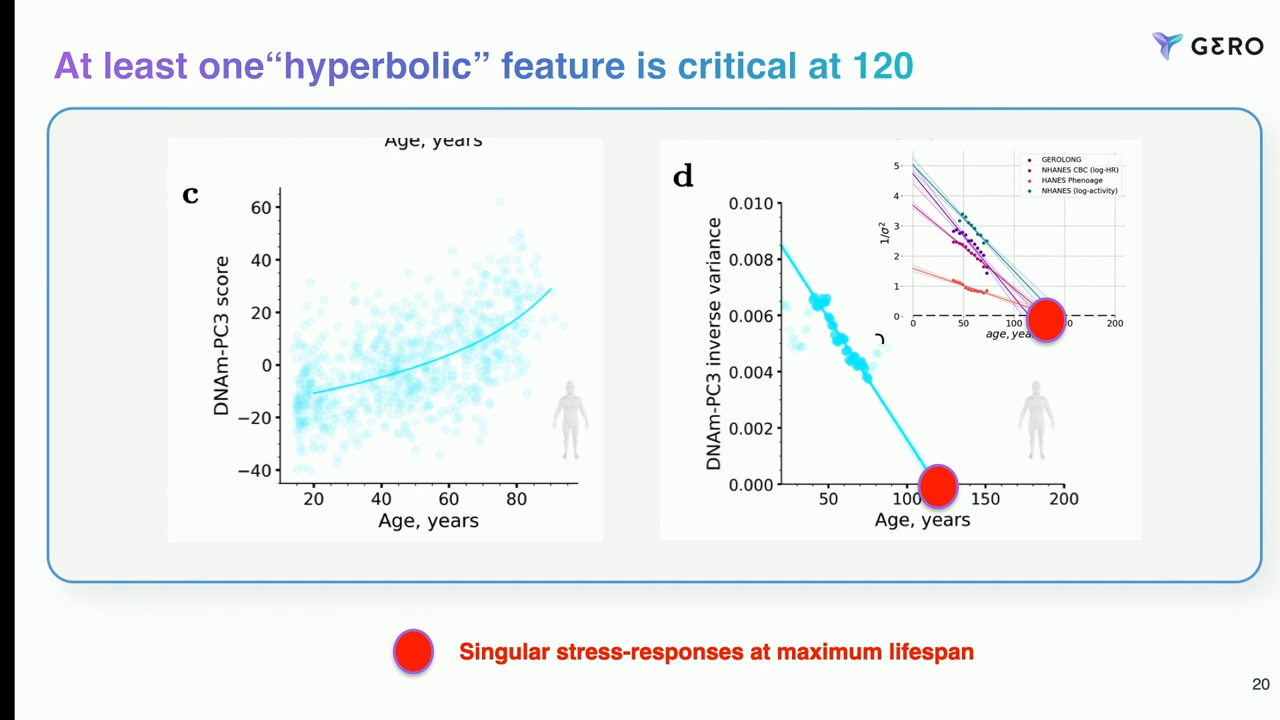 At least one“hyperbolic” feature is critical at 120
GERO
Age, years
c
DNAm-PC3 score
60
40
20
0
−20
−40
20 40 60 80
Age, years
d
DNAm-PC3 inverse variance
0.010
0.008
0.006
0.004
0.002
0.000
50 100 150 200
Age, years
1/σ²
5
4
3
2
1
0
0 50 100 200
GEROLONG
NHANES CBC (log-HR)
HANES Phenoage
NHANES (log-activity)
Singular stress-responses at maximum lifespan
20